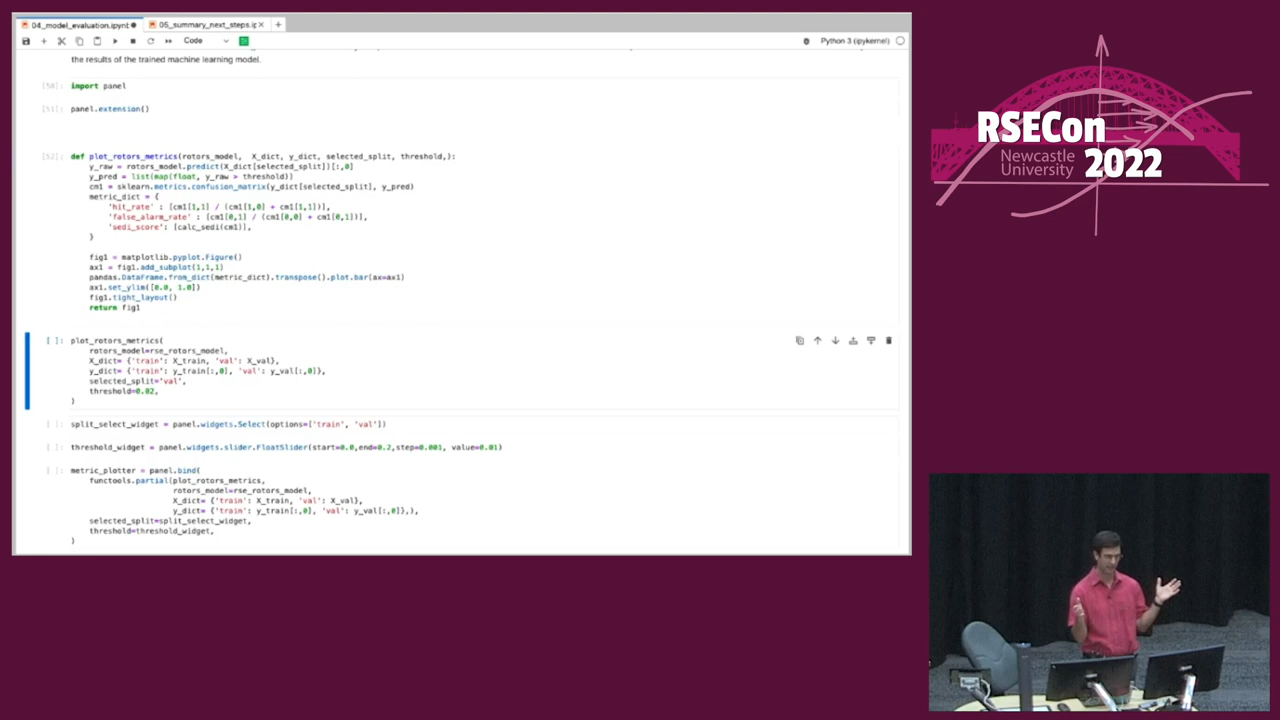 04_model_evaluation.ipynb
05_summary_next_steps.ip
Code
Python 3 (ipykernel)
the results of the trained machine learning model.
[50]: import panel
[51]: panel.extension()
[52]: def plot_rotors_metrics(rotors_model, X_dict, y_dict, selected_split, threshold,):
y_raw = rotors_model.predict(X_dict[selected_split])[:,0]
y_pred = list(map(float, y_raw > threshold))
cm1 = sklearn.metrics.confusion_matrix(y_dict[selected_split], y_pred)
metric_dict = {
'hit_rate' : [cm1[1,1] / (cm1[1,0] + cm1[1,1])],
'false_alarm_rate' : [cm1[0,1] / (cm1[0,0] + cm1[0,1])],
'sedi_score': [calc_sedi(cm1)],
}
fig1 = matplotlib.pyplot.Figure()
ax1 = fig1.add_subplot(1,1,1)
pandas.DataFrame.from_dict(metric_dict).transpose().plot.bar(ax=ax1)
ax1.set_ylim([0.0, 1.0])
fig1.tight_layout()
return fig1
[ ]: plot_rotors_metrics(
rotors_model=rse_rotors_model,
X_dict= {'train': X_train, 'val': X_val},
y_dict= {'train': y_train[:,0], 'val': y_val[:,0]},
selected_split='val',
threshold=0.02,
)
[ ]: split_select_widget = panel.widgets.Select(options=['train', 'val'])
[ ]: threshold_widget = panel.widgets.slider.FloatSlider(start=0.0,end=0.2,step=0.001, value=0.01)
[ ]: metric_plotter = panel.bind(
functools.partial(plot_rotors_metrics,
rotors_model=rse_rotors_model,
X_dict= {'train': X_train, 'val': X_val},
y_dict= {'train': y_train[:,0], 'val': y_val[:,0]},),
selected_split=split_select_widget,
threshold=threshold_widget,
)
RSECon
Newcastle
University
2022